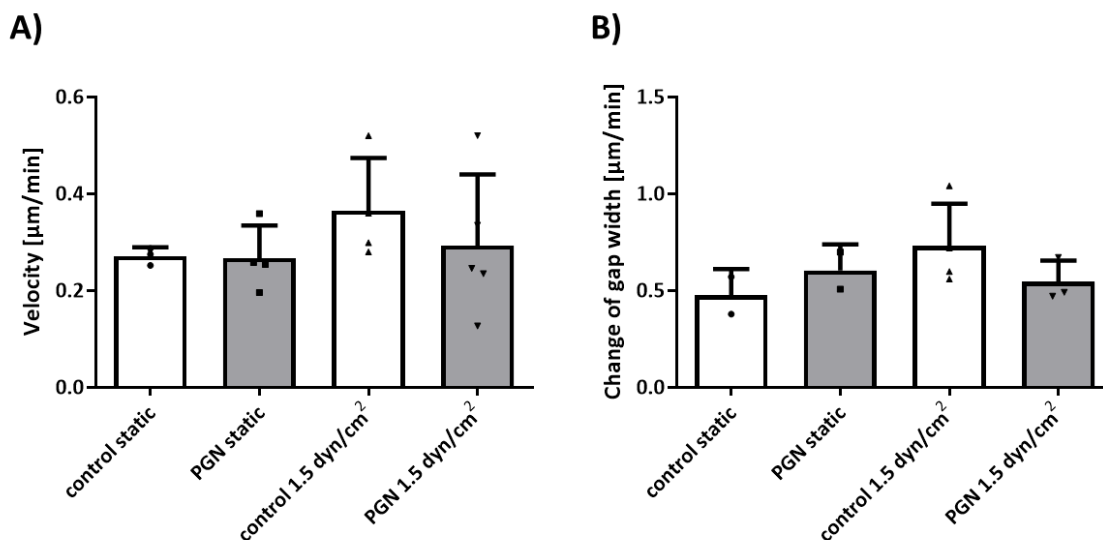 A)
Velocity [µm/min]
0.6
0.4
0.2
0.0
control static
PGN static
control 1.5 dyn/cm²
PGN 1.5 dyn/cm²
B)
Change of gap width [µm/min]
1.5
1.0
0.5
0.0
control static
PGN static
control 1.5 dyn/cm²
PGN 1.5 dyn/cm²